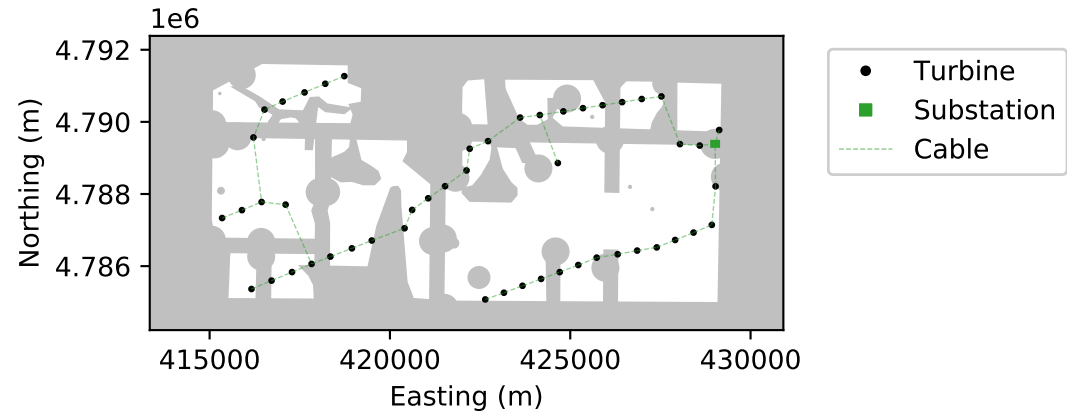 1e6
4.792
4.790
4.788
4.786
Northing (m)
415000 420000 425000 430000
Easting (m)
Turbine
Substation
Cable